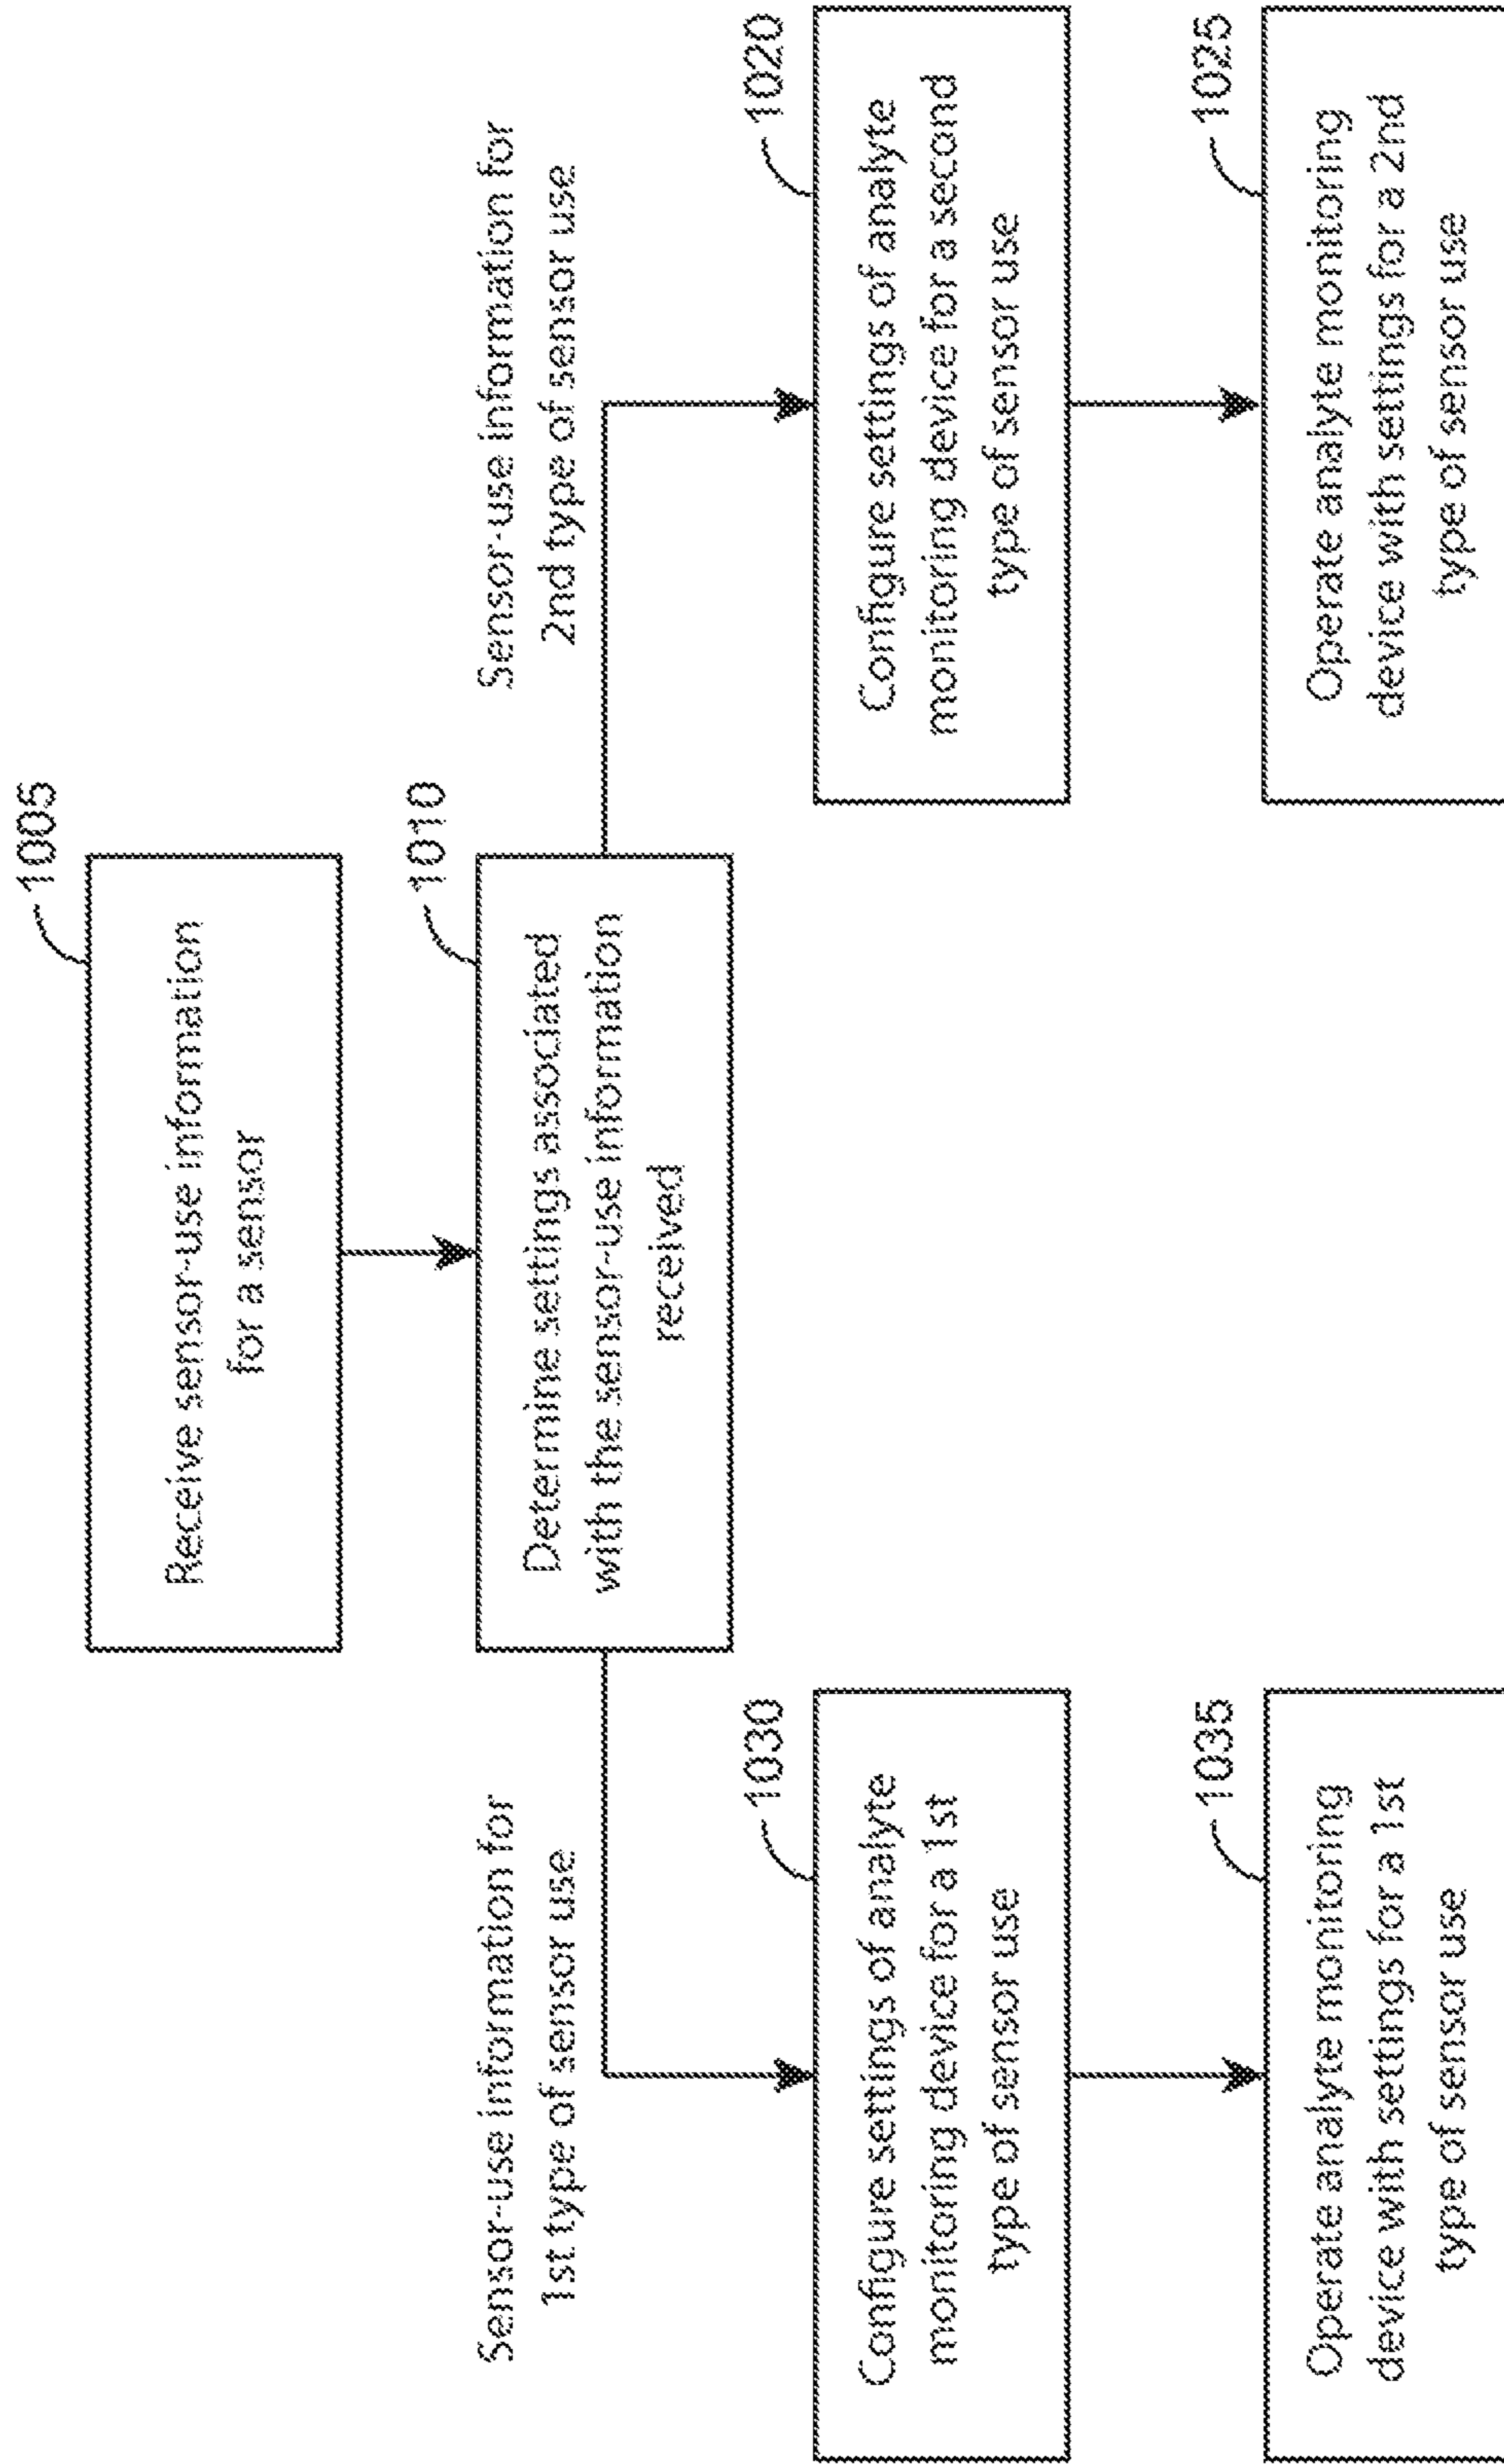 1005
Receive sensor-use information
for a sensor
1010
Determine settings associated
with the sensor-use information
received
Sensor-use information for
1st type of sensor use
Sensor-use information for
2nd type of sensor use
1030
Configure settings of analyte
monitoring device for a 1st
type of sensor use
1020
Configure settings of analyte
monitoring device for a second
type of sensor use
1035
Operate analyte monitoring
device with settings for a 1st
type of sensor use
1025
Operate analyte monitoring
device with settings for a 2nd
type of sensor use